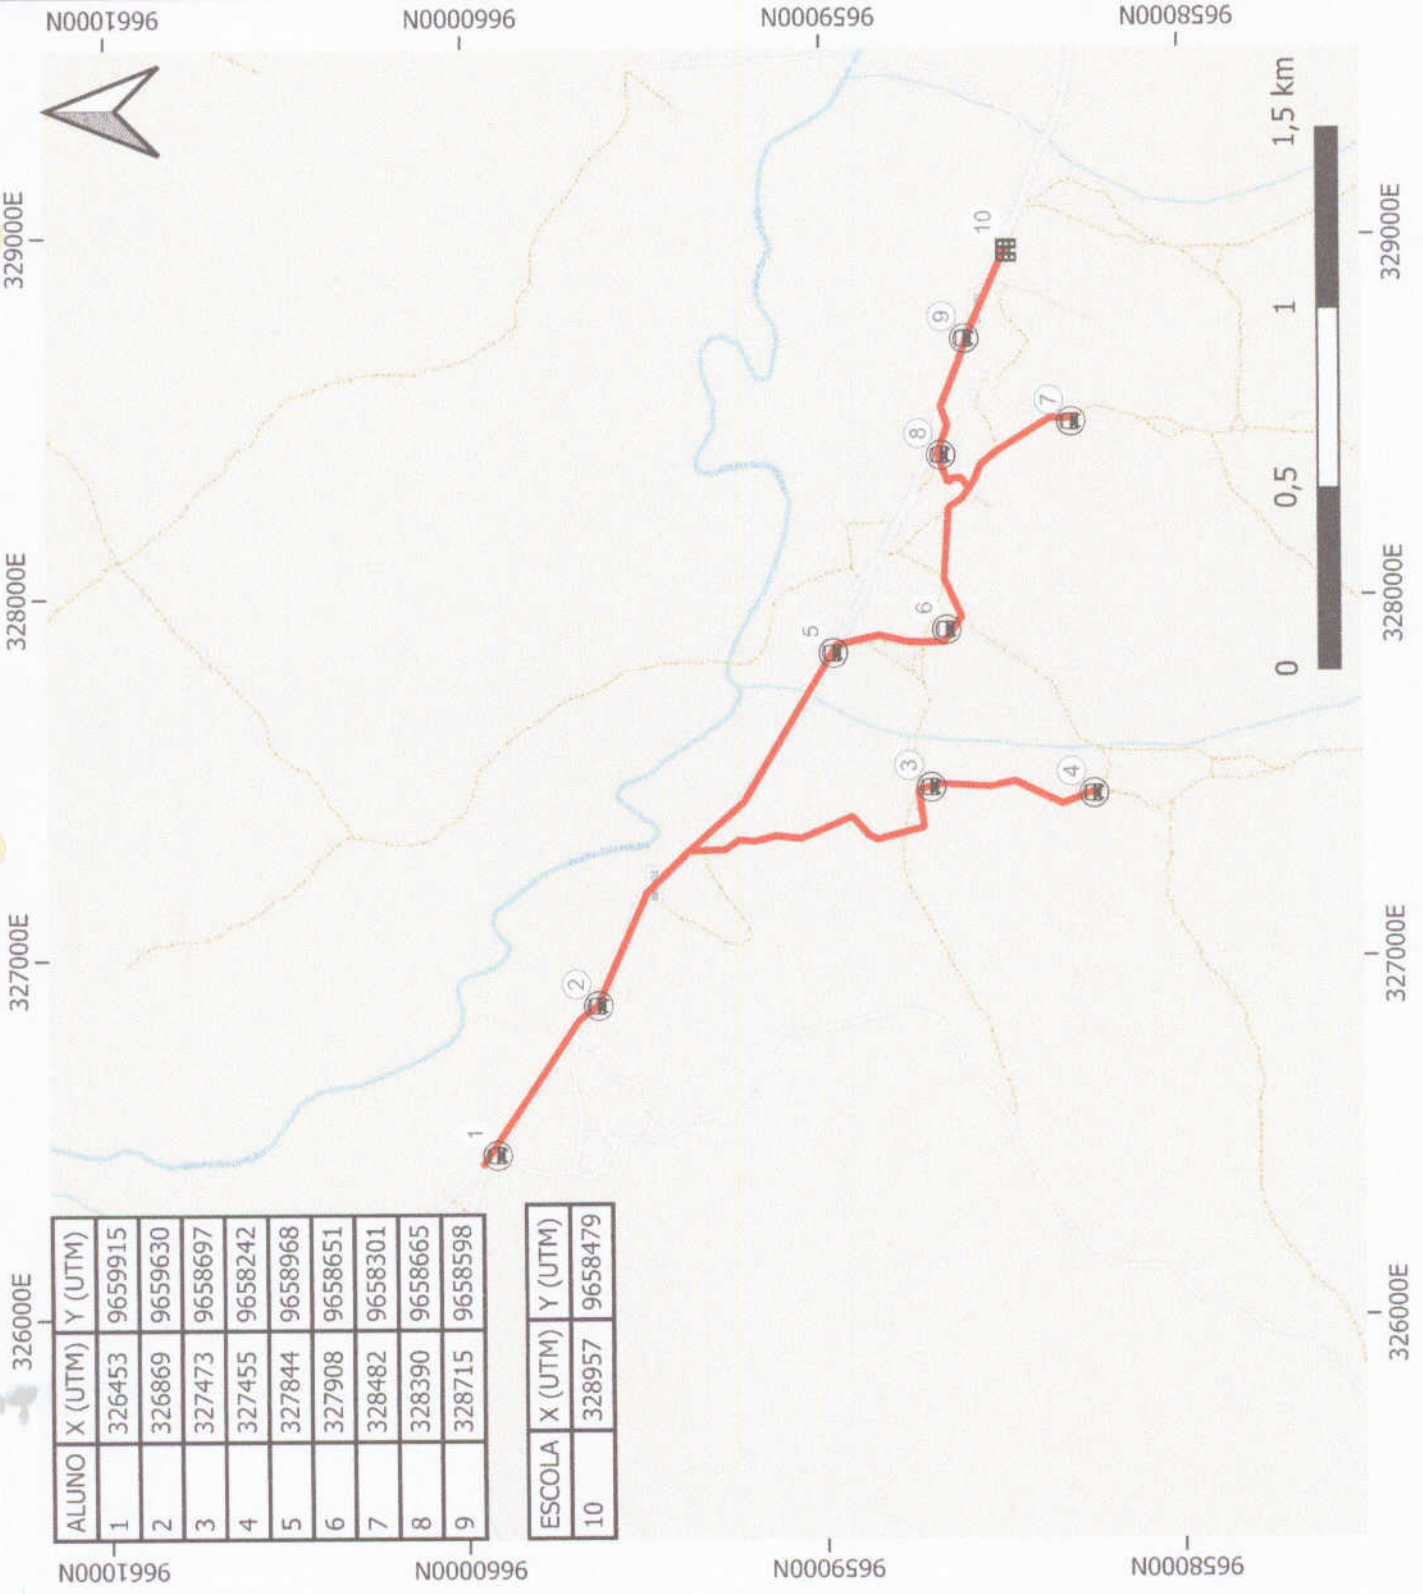 9661000N
9660000N
9659000N
9658000N
326000E
327000E
328000E
329000E
ALUNO X (UTM) Y (UTM)
1 326453 9659915
2 326869 9659630
3 327473 9658697
4 327455 9658242
5 327844 9658968
6 327908 9658651
7 328482 9658301
8 328390 9658665
9 328715 9658598
ESCOLA X (UTM) Y (UTM)
10 328957 9658479
1
2
3
4
5
6
7
8
9
10
0 0,5 1 1,5 km
326000E
327000E
328000E
329000E
9661000N
9660000N
9659000N
9658000N